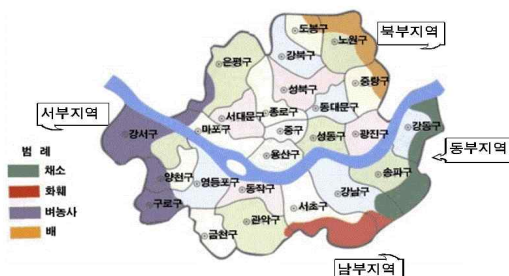 도봉구
노원구
북부지역
강북구
은평구
중랑구
성북구
서부지역
서대문구
종로구
동대문구
강서구
마포구
중구
성동구
광진구
강동구
동부지역
범 례
채소
화훼
벼농사
배
용산구
양천구
영등포구
동작구
강남구
송파구
구로구
서초구
관악구
금천구
남부지역